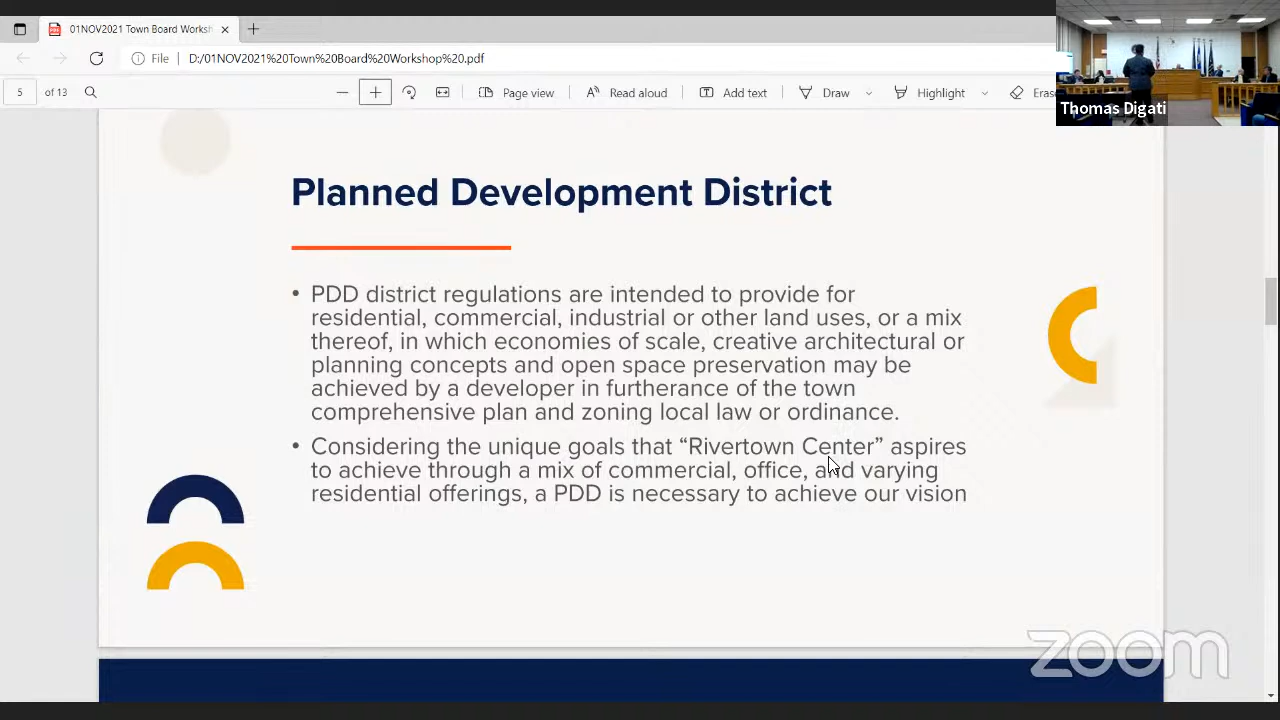 01NOV2021 Town Board Worksh
File
D:/01NOV2021%20Town%20Board%20Workshop%20.pdf
5 of 13
Page view
Read aloud
Add text
Draw
Highlight
Eras
Thomas Digati
Planned Development District
• PDD district regulations are intended to provide for
residential, commercial, industrial or other land uses, or a mix
thereof, in which economies of scale, creative architectural or
planning concepts and open space preservation may be
achieved by a developer in furtherance of the town
comprehensive plan and zoning local law or ordinance.
• Considering the unique goals that “Rivertown Center” aspires
to achieve through a mix of commercial, office, and varying
residential offerings, a PDD is necessary to achieve our vision
zoom